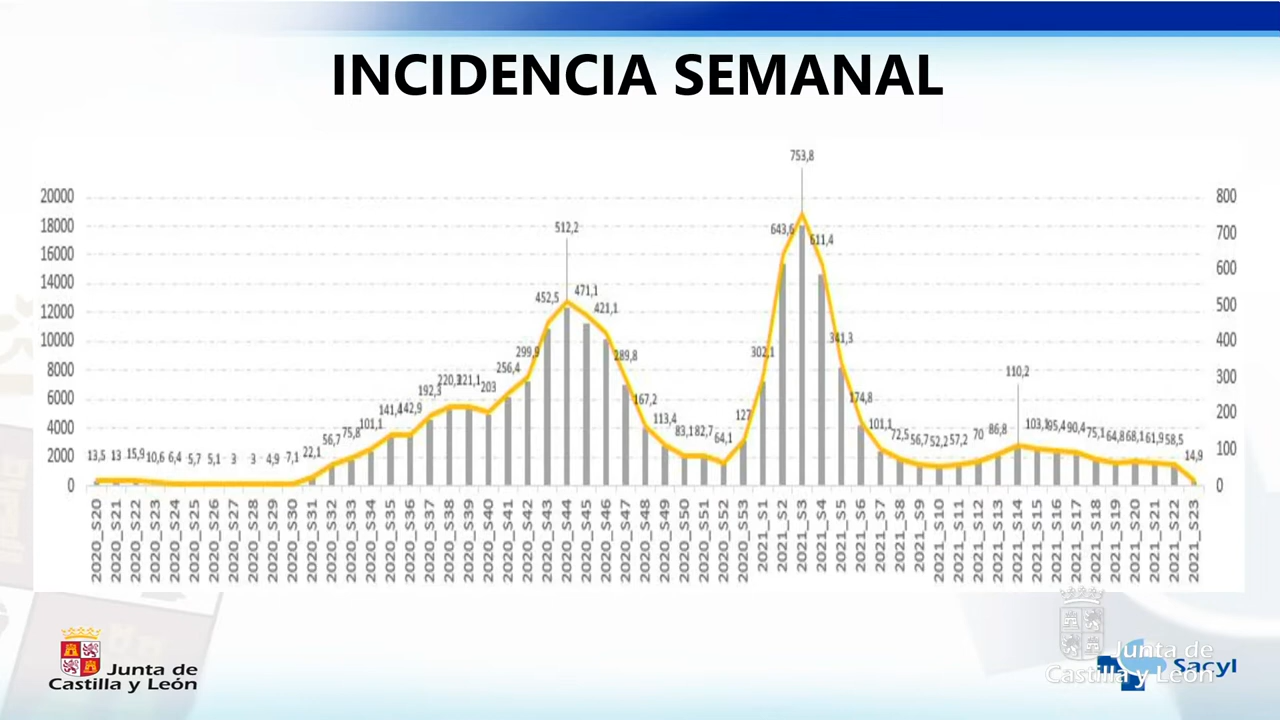 INCIDENCIA SEMANAL
20000
18000
16000
14000
12000
10000
8000
6000
4000
2000
0
800
700
600
500
400
300
200
100
0
13,5 13 15,9 10,6 6,4 5,7 5,1 3 3 4,9 7,1 22,1 56,7 75,8 101,1 141,4 142,9 192,3 220,3 221,1 203 256,4 299,9 452,5 512,2 471,1 421,1 289,8 167,2 113,4 83,1 82,7 64,1 127 302,1 643,6 753,8 611,4 341,3 174,8 101,1 72,5 56,7 52,2 57,2 70 86,8 110,2 103,1 95,4 90,4 75,1 64,8 68,1 61,9 58,5 14,9
2020_S20
2020_S21
2020_S22
2020_S23
2020_S24
2020_S25
2020_S26
2020_S27
2020_S28
2020_S29
2020_S30
2020_S31
2020_S32
2020_S33
2020_S34
2020_S35
2020_S36
2020_S37
2020_S38
2020_S39
2020_S40
2020_S41
2020_S42
2020_S43
2020_S44
2020_S45
2020_S46
2020_S47
2020_S48
2020_S49
2020_S50
2020_S51
2020_S52
2020_S53
2021_S1
2021_S2
2021_S3
2021_S4
2021_S5
2021_S6
2021_S7
2021_S8
2021_S9
2021_S10
2021_S11
2021_S12
2021_S13
2021_S14
2021_S15
2021_S16
2021_S17
2021_S18
2021_S19
2021_S20
2021_S21
2021_S22
2021_S23
Junta de
Castilla y León
Junta de
Castilla y León
Sacyl